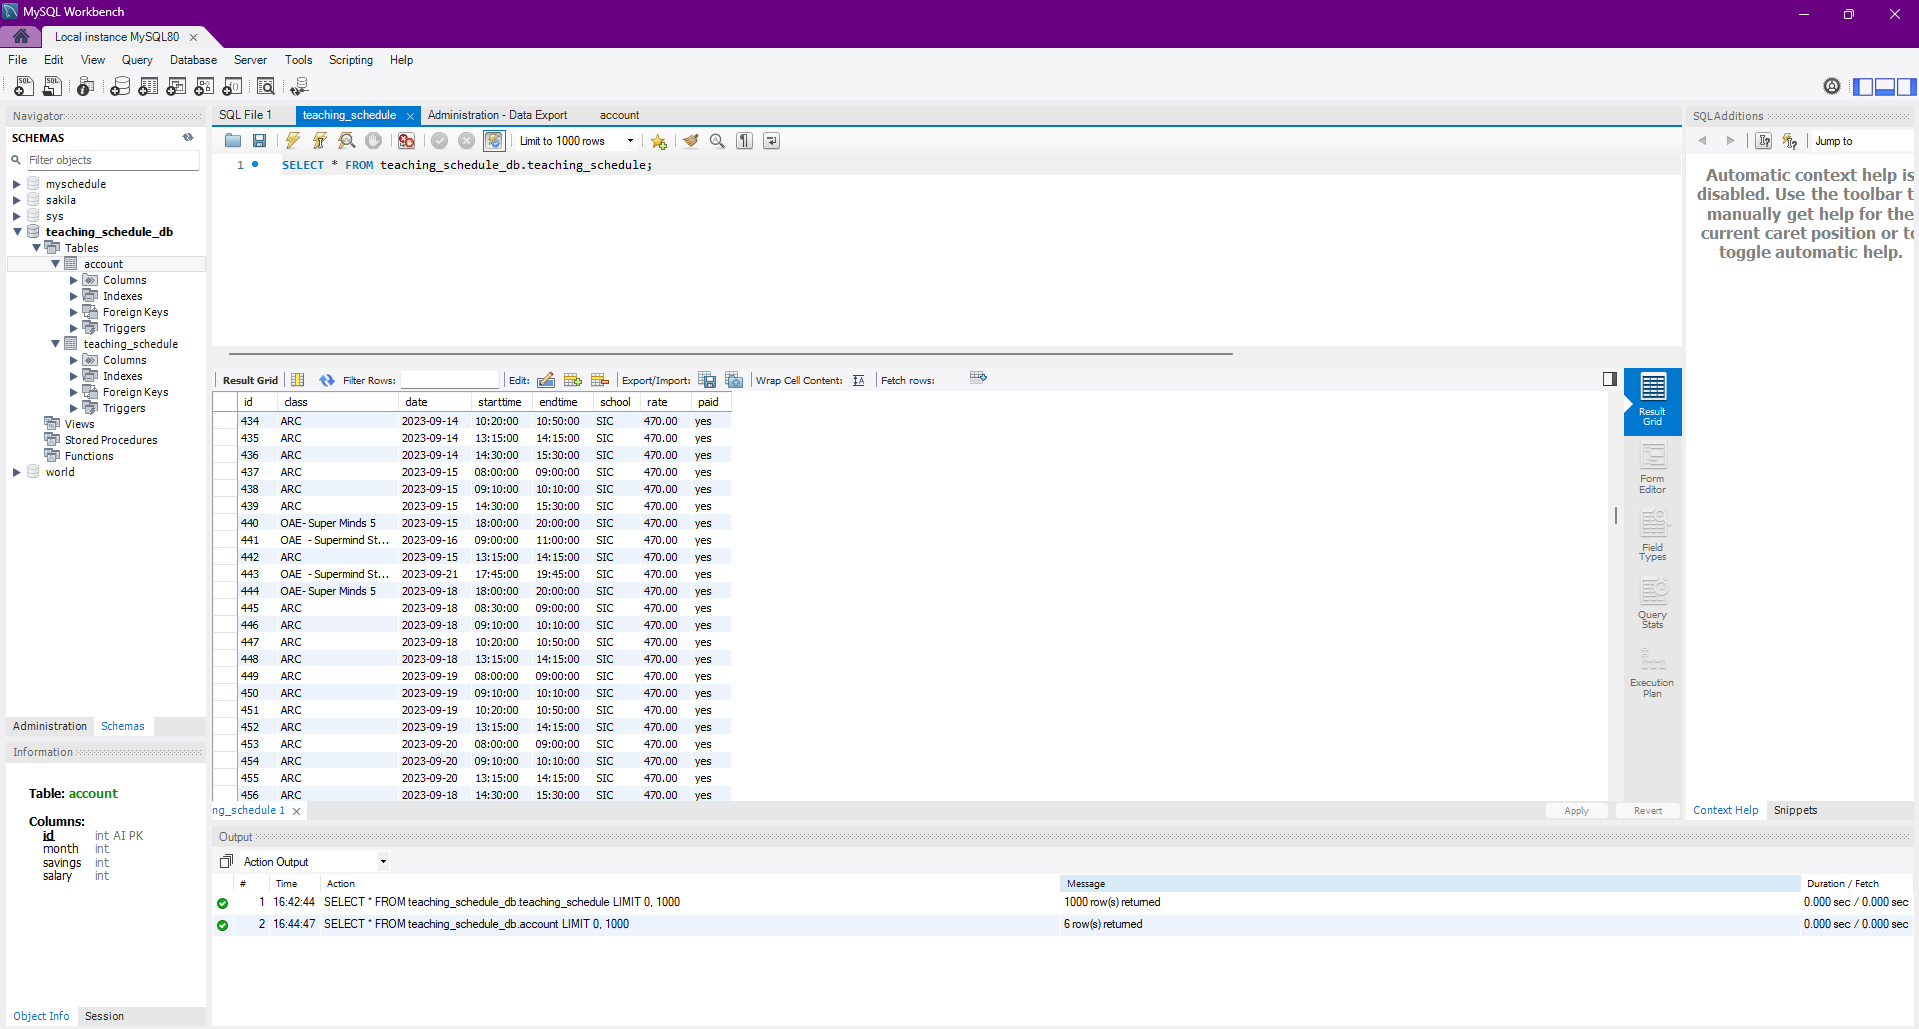 MySQL Workbench
Local instance MySQL80
File Edit View Query Database Server Tools Scripting Help
Navigator
SCHEMAS
Filter objects
myschedule
sakila
sys
teaching_schedule_db
Tables
account
Columns
Indexes
Foreign Keys
Triggers
teaching_schedule
Columns
Indexes
Foreign Keys
Triggers
Views
Stored Procedures
Functions
world
Administration Schemas
Information
Table: account
Columns:
id int AI PK
month int
savings int
salary int
Object Info Session
SQL File 1 teaching_schedule Administration - Data Export account
Limit to 1000 rows
1 SELECT * FROM teaching_schedule_db.teaching_schedule;
Result Grid Filter Rows: Edit: Export/Import: Wrap Cell Content: Fetch rows:
id class date starttime endtime school rate paid
434 ARC 2023-09-14 10:20:00 10:50:00 SIC 470.00 yes
435 ARC 2023-09-14 13:15:00 14:15:00 SIC 470.00 yes
436 ARC 2023-09-14 14:30:00 15:30:00 SIC 470.00 yes
437 ARC 2023-09-15 08:00:00 09:00:00 SIC 470.00 yes
438 ARC 2023-09-15 09:10:00 10:10:00 SIC 470.00 yes
439 ARC 2023-09-15 14:30:00 15:30:00 SIC 470.00 yes
440 OAE- Super Minds 5 2023-09-15 18:00:00 20:00:00 SIC 470.00 yes
441 OAE - Supermind St... 2023-09-16 09:00:00 11:00:00 SIC 470.00 yes
442 ARC 2023-09-15 13:15:00 14:15:00 SIC 470.00 yes
443 OAE - Supermind St... 2023-09-21 17:45:00 19:45:00 SIC 470.00 yes
444 OAE- Super Minds 5 2023-09-18 18:00:00 20:00:00 SIC 470.00 yes
445 ARC 2023-09-18 08:30:00 09:00:00 SIC 470.00 yes
446 ARC 2023-09-18 09:10:00 10:10:00 SIC 470.00 yes
447 ARC 2023-09-18 10:20:00 10:50:00 SIC 470.00 yes
448 ARC 2023-09-18 13:15:00 14:15:00 SIC 470.00 yes
449 ARC 2023-09-19 08:00:00 09:00:00 SIC 470.00 yes
450 ARC 2023-09-19 09:10:00 10:10:00 SIC 470.00 yes
451 ARC 2023-09-19 10:20:00 10:50:00 SIC 470.00 yes
452 ARC 2023-09-19 13:15:00 14:15:00 SIC 470.00 yes
453 ARC 2023-09-20 08:00:00 09:00:00 SIC 470.00 yes
454 ARC 2023-09-20 09:10:00 10:10:00 SIC 470.00 yes
455 ARC 2023-09-20 13:15:00 14:15:00 SIC 470.00 yes
456 ARC 2023-09-18 14:30:00 15:30:00 SIC 470.00 yes
Result
Grid
Form
Editor
Field
Types
Query
Stats
Execution
Plan
ng_schedule 1 Apply Revert
Output
Action Output
# Time Action Message Duration / Fetch
1 16:42:44 SELECT * FROM teaching_schedule_db.teaching_schedule LIMIT 0, 1000 1000 row(s) returned 0.000 sec / 0.000 sec
2 16:44:47 SELECT * FROM teaching_schedule_db.account LIMIT 0, 1000 6 row(s) returned 0.000 sec / 0.000 sec
SQLAdditions
Jump to
Automatic context help is
disabled. Use the toolbar t
manually get help for the
current caret position or to
toggle automatic help.
Context Help Snippets